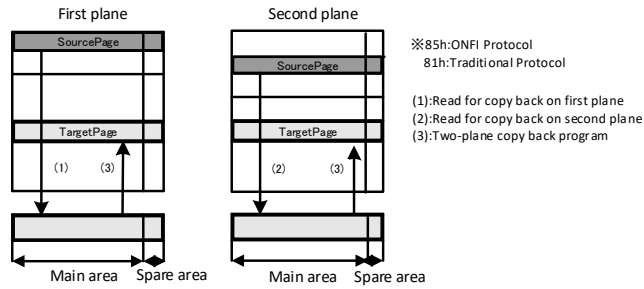 First plane
SourcePage
TargetPage
(1) (3)
Main area Spare area
Second plane
SourcePage
TargetPage
(2) (3)
Main area Spare area
※85h:ONFI Protocol
81h:Traditional Protocol
(1):Read for copy back on first plane
(2):Read for copy back on second plane
(3):Two-plane copy back program